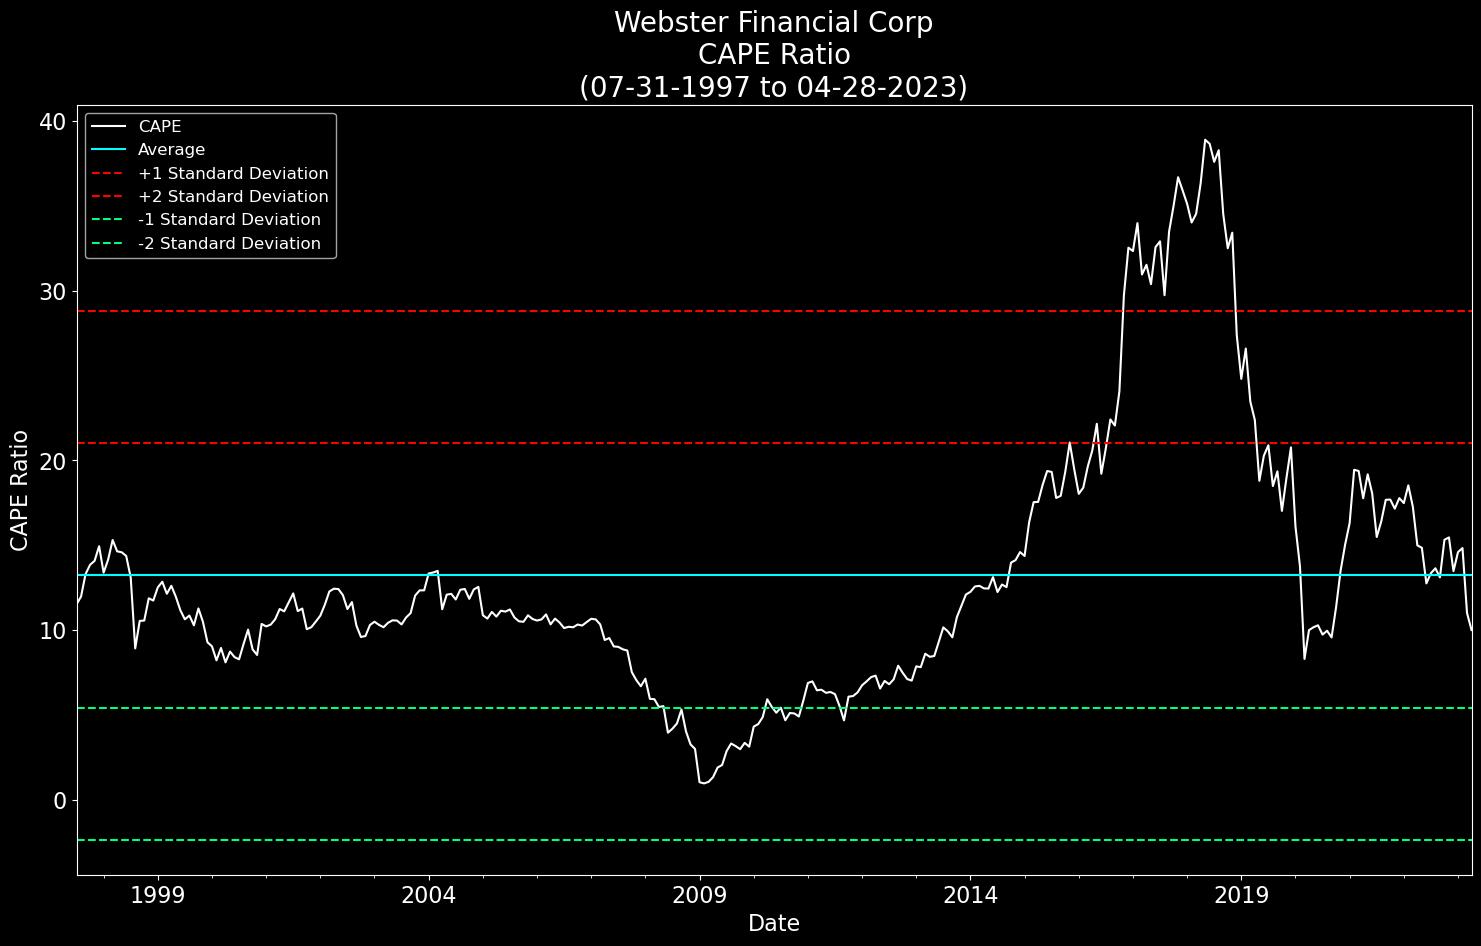 Webster Financial Corp
CAPE Ratio
(07-31-1997 to 04-28-2023)
40
30
20
10
0
CAPE Ratio
CAPE
Average
+1 Standard Deviation
+2 Standard Deviation
-1 Standard Deviation
-2 Standard Deviation
1999
2004
2009
2014
2019
Date